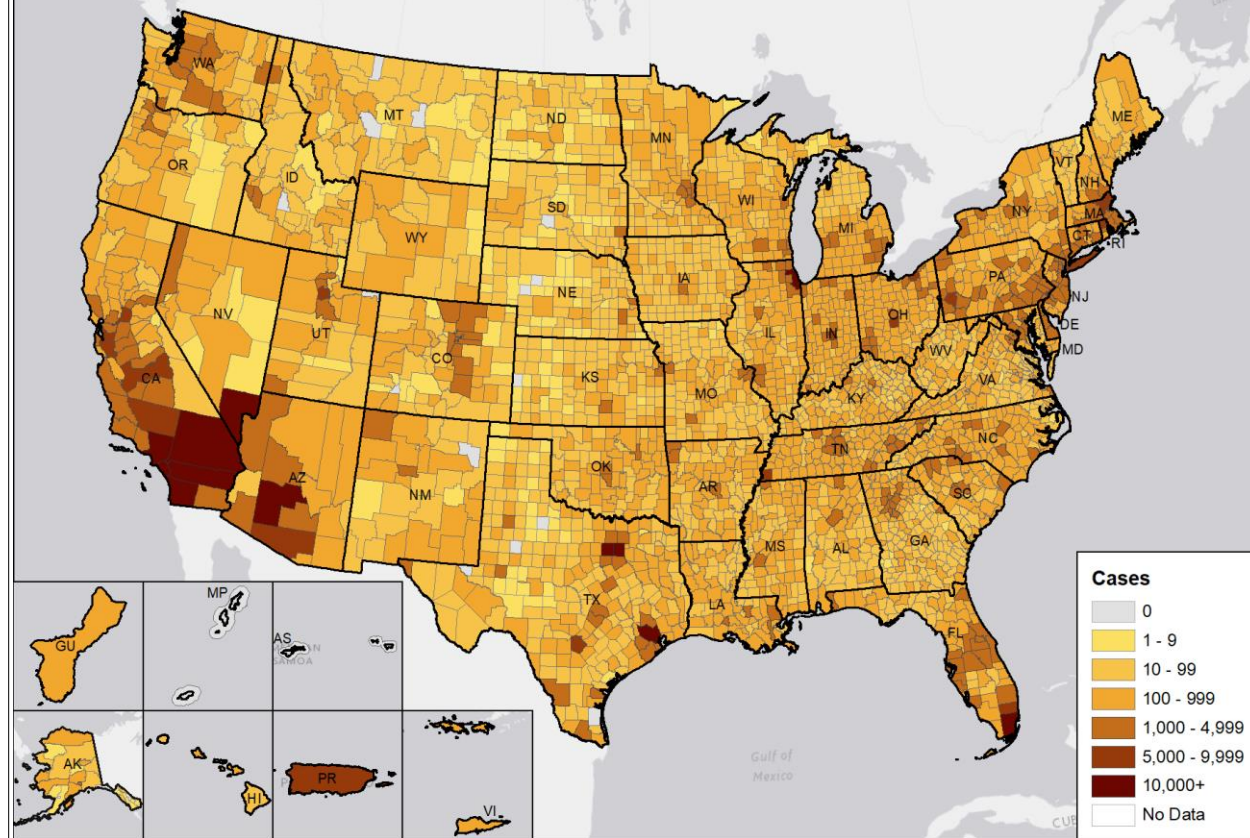 WA
MT
ND
MN
ME
OR
ID
SD
WI
VT
NH
NY
MA
WY
MI
CT
RI
IA
PA
NE
NJ
NV
UT
IL
IN
OH
DE
CO
WV
MD
CA
KS
MO
VA
KY
NC
TN
AZ
OK
NM
AR
SC
MS
AL
GA
TX
LA
FL
Gulf of
Mexico
CUB
GU
MP
AS
SAMOA
AK
HI
PR
VI
Cases
0
1 - 9
10 - 99
100 - 999
1,000 - 4,999
5,000 - 9,999
10,000+
No Data